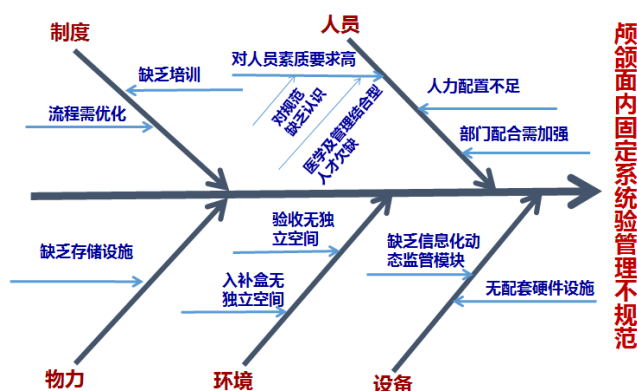 制度
人员
对人员素质要求高
缺乏培训
流程需优化
对规范
缺乏认识
医学及管理结合型
人才欠缺
人力配置不足
部门配合需加强
颅颌面内固定系统验管理不规范
缺乏存储设施
验收无独
立空间
入补盒无
独立空间
缺乏信息化动
态监管模块
无配套硬件设施
物力
环境
设备